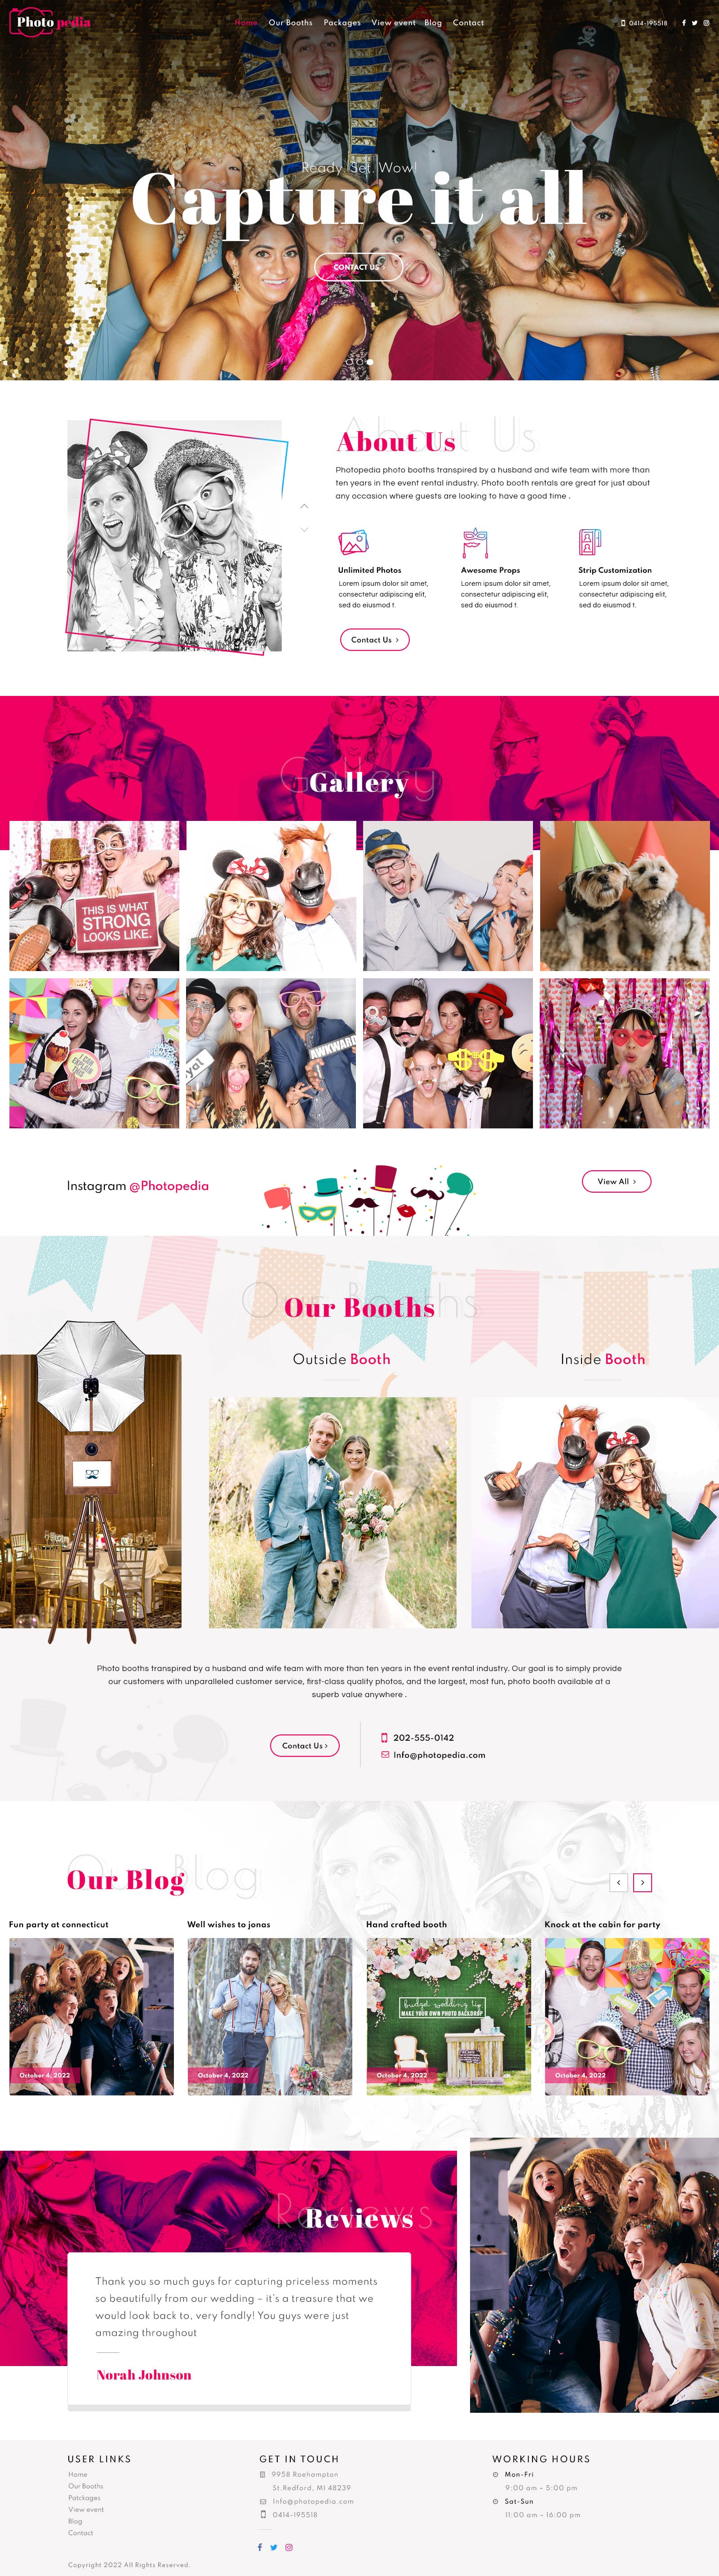 Photo pedia
Home Our Booths Packages View event Blog Contact
0414-195518
Ready, Set, Wow!
Capture it all
CONTACT US >
About Us
About Us
Photopedia photo booths transpired by a husband and wife team with more than
ten years in the event rental industry. Photo booth rentals are great for just about
any occasion where guests are looking to have a good time .
Unlimited Photos
Lorem ipsum dolor sit amet,
consectetur adipiscing elit,
sed do eiusmod t.
Awesome Props
Lorem ipsum dolor sit amet,
consectetur adipiscing elit,
sed do eiusmod t.
Strip Customization
Lorem ipsum dolor sit amet,
consectetur adipiscing elit,
sed do eiusmod t.
Contact Us >
Gallery
Gallery
THIS IS WHAT
STRONG
LOOKS LIKE.
AWKWARD
Instagram @Photopedia
View All >
Our Booths
Our Booths
Outside Booth
Inside Booth
Photo booths transpired by a husband and wife team with more than ten years in the event rental industry. Our goal is to simply provide
our customers with unparalleled customer service, first-class quality photos, and the largest, most fun, photo booth available at a
superb value anywhere .
Contact Us >
202-555-0142
Info@photopedia.com
Our Blog
Our Blog
Fun party at connecticut
October 4, 2022
Well wishes to jonas
October 4, 2022
Hand crafted booth
budget wedding tip
MAKE YOUR OWN PHOTO BACKDROP
October 4, 2022
Knock at the cabin for party
October 4, 2022
Reviews
Reviews
Thank you so much guys for capturing priceless moments
so beautifully from our wedding – it's a treasure that we
would look back to, very fondly! You guys were just
amazing throughout
Norah Johnson
USER LINKS
Home
Our Booths
Patckages
View event
Blog
Contact
GET IN TOUCH
9958 Roehampton
St.Redford, MI 48239
Info@photopedia.com
0414-195518
WORKING HOURS
Mon-Fri
9:00 am – 5:00 pm
Sat-Sun
11:00 am – 16:00 pm
Copyright 2022 All Rights Reserved.